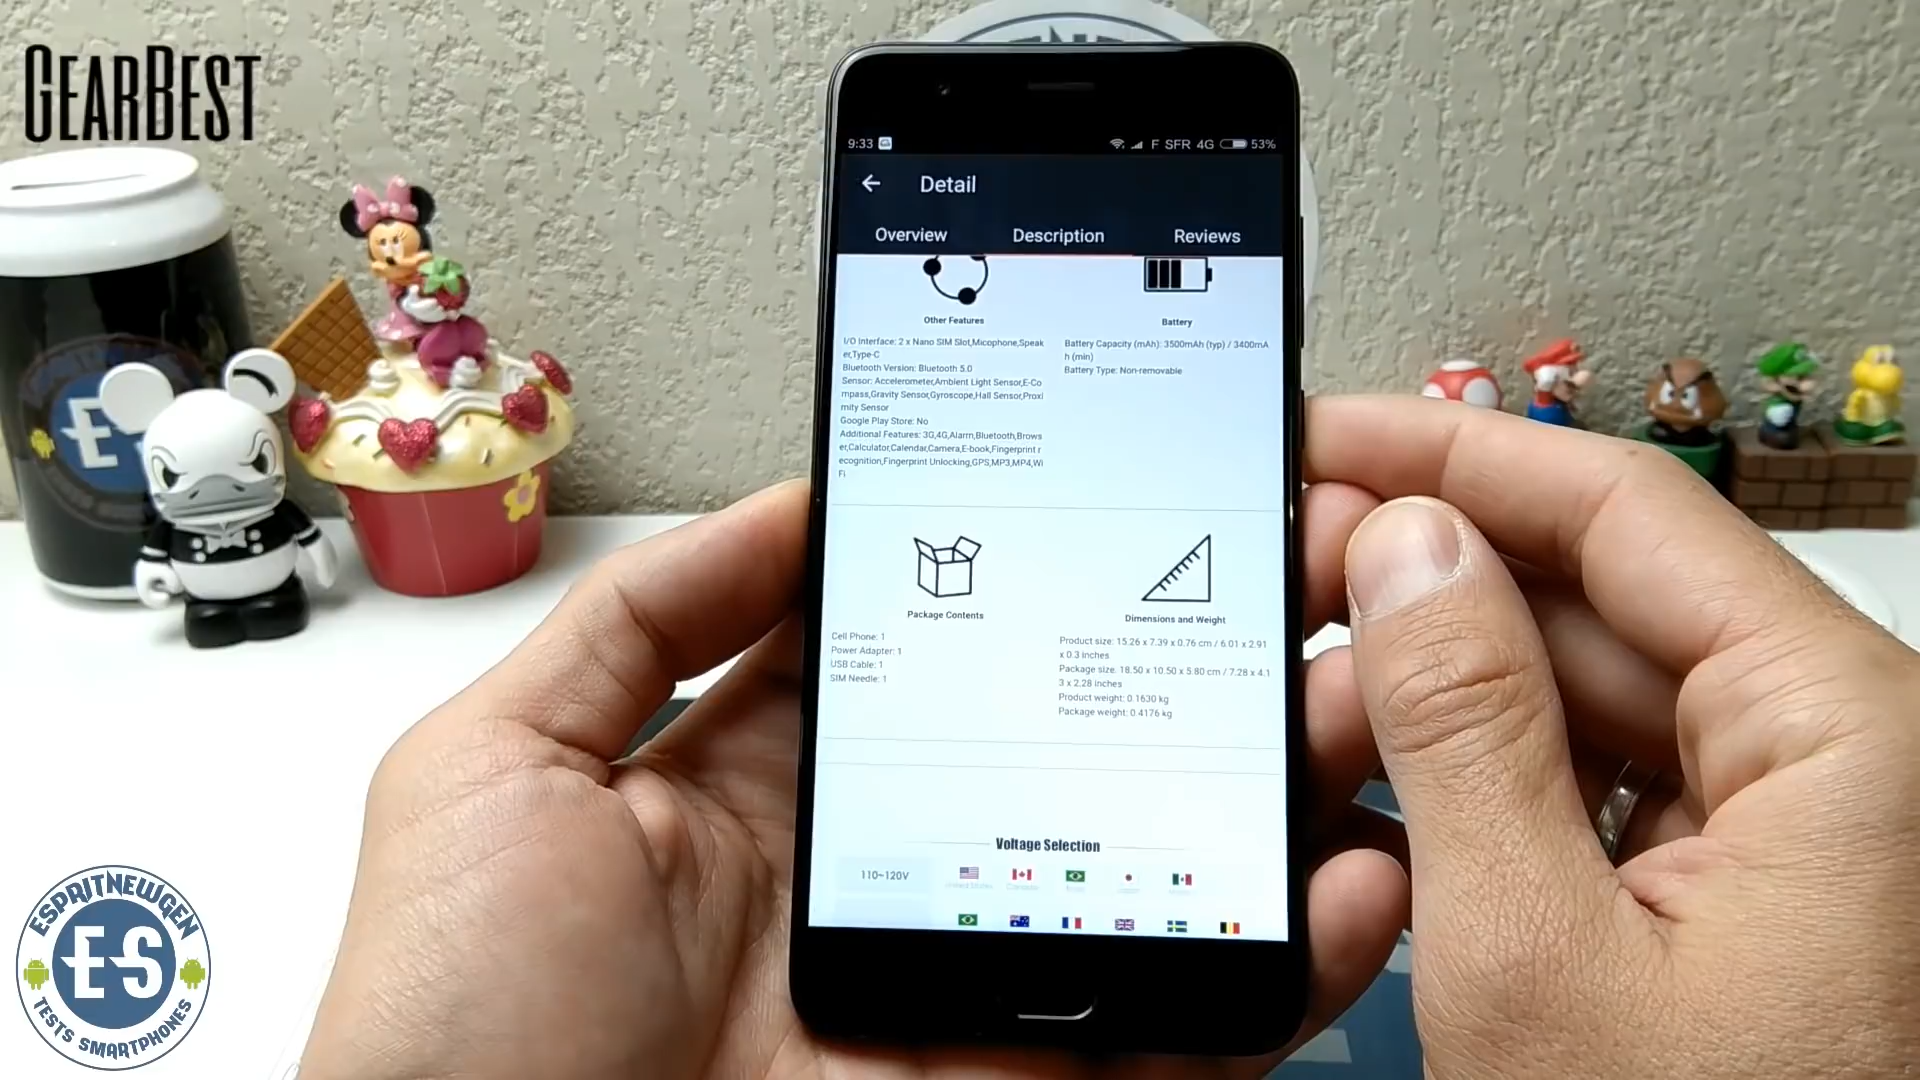 GEARBEST
9:33
F SFR 4G 53%
Detail
Overview Description Reviews
Other Features
I/O Interface: 2 x Nano SIM Slot,Micophone,Speak
er,Type-C
Bluetooth Version: Bluetooth 5.0
Sensor: Accelerometer,Ambient Light Sensor,E-Co
mpass,Gravity Sensor,Gyroscope,Hall Sensor,Proxi
mity Sensor
Google Play Store: No
Additional Features: 3G,4G,Alarm,Bluetooth,Brows
er,Calculator,Calendar,Camera,E-book,Fingerprint r
ecognition,Fingerprint Unlocking,GPS,MP3,MP4,Wi
Fi
Battery
Battery Capacity (mAh): 3500mAh (typ) / 3400mA
h (min)
Battery Type: Non-removable
Package Contents
Cell Phone: 1
Power Adapter: 1
USB Cable: 1
SIM Needle: 1
Dimensions and Weight
Product size: 15.26 x 7.39 x 0.76 cm / 6.01 x 2.91
x 0.3 inches
Package size: 18.50 x 10.50 x 5.80 cm / 7.28 x 4.1
3 x 2.28 inches
Product weight: 0.1630 kg
Package weight: 0.4176 kg
Voltage Selection
110~120V
United States Canada
ESPRITNEWGEN
ES
TESTS SMARTPHONES